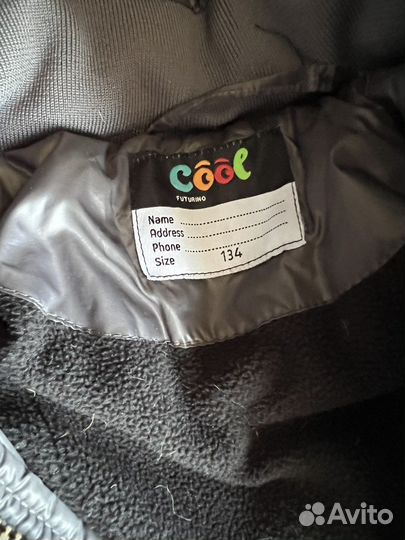 cool
FUTURINO
Name
Address
Phone
Size 134
Avito